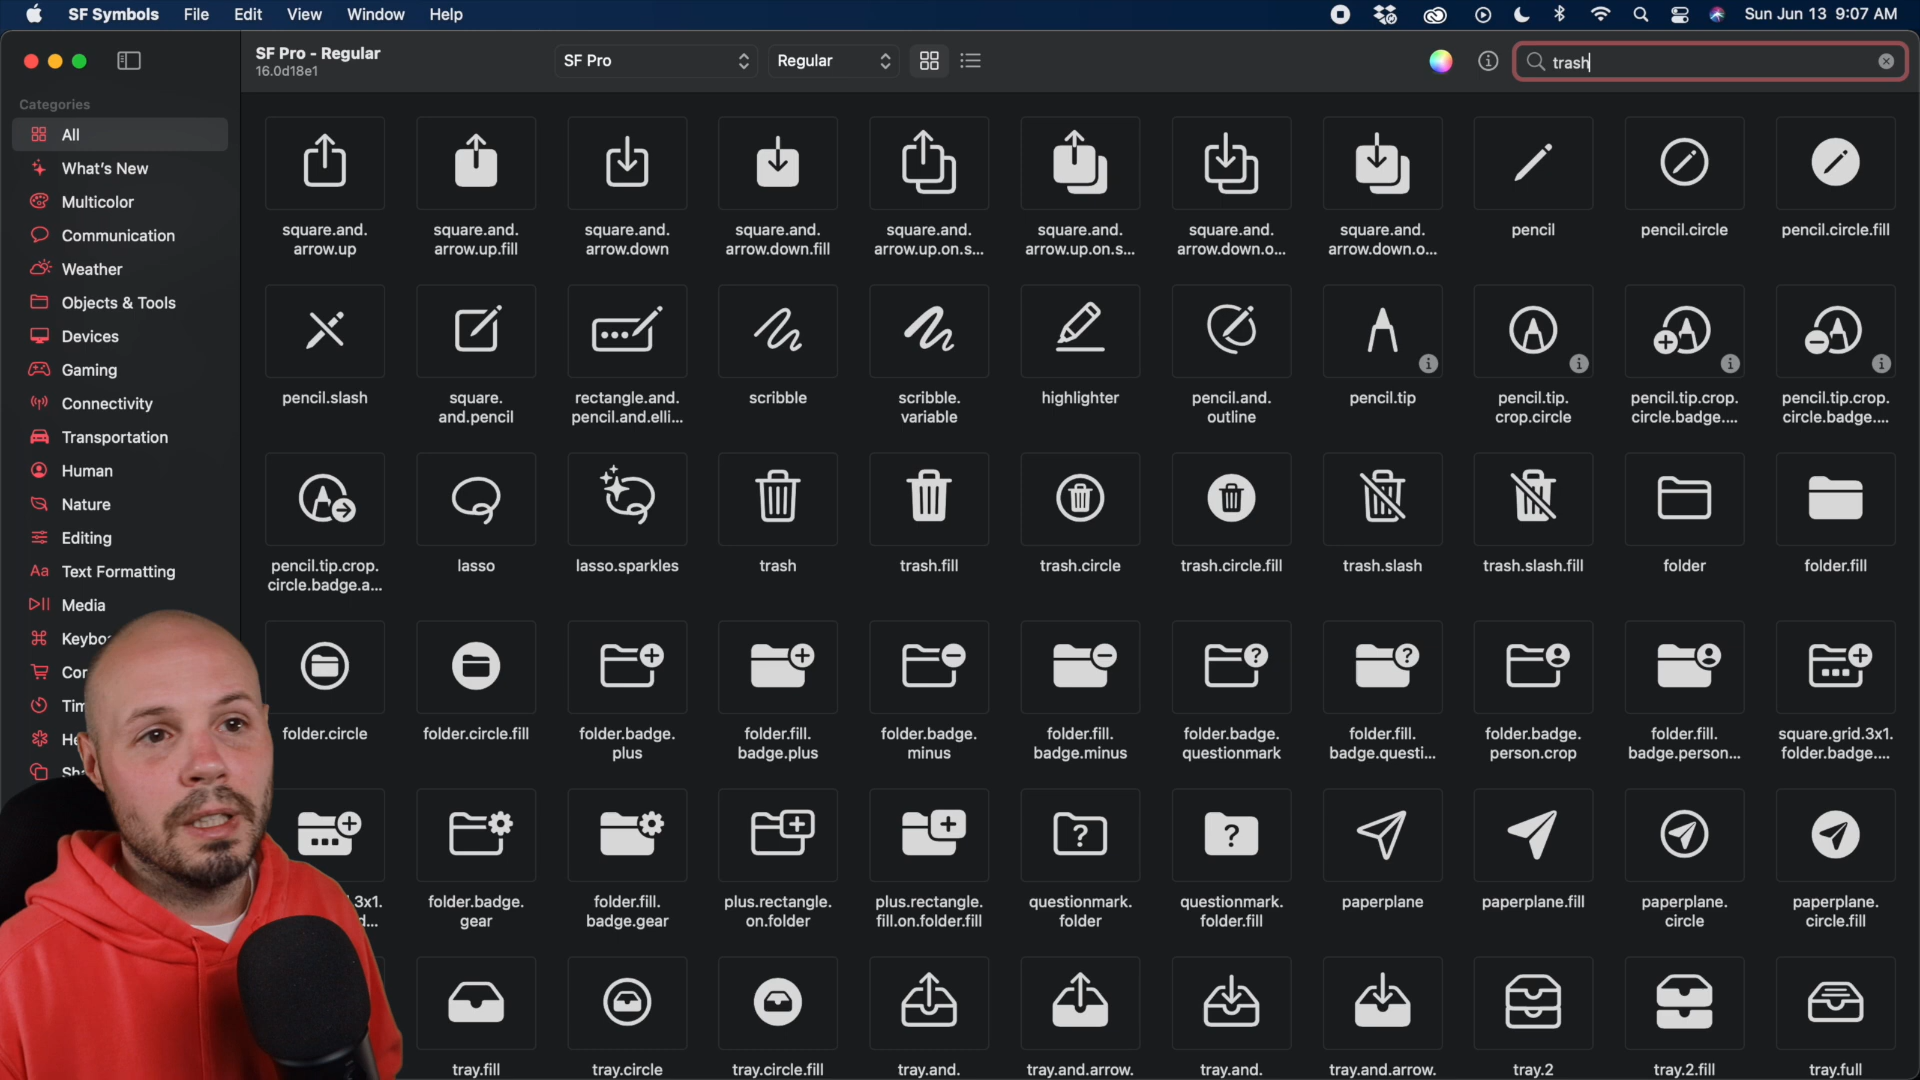 SF Symbols File Edit View Window Help
Sun Jun 13 9:07 AM
SF Pro - Regular
16.0d18e1
SF Pro
Regular
trash
Categories
All
What's New
Multicolor
Communication
Weather
Objects & Tools
Devices
Gaming
Connectivity
Transportation
Human
Nature
Editing
Aa Text Formatting
Media
Keybo
Cor
Tim
He
Sha
square.and.
arrow.up
square.and.
arrow.up.fill
square.and.
arrow.down
square.and.
arrow.down.fill
square.and.
arrow.up.on.s...
square.and.
arrow.up.on.s...
square.and.
arrow.down.o...
square.and.
arrow.down.o...
pencil
pencil.circle
pencil.circle.fill
pencil.slash
square.
and.pencil
rectangle.and.
pencil.and.elli...
scribble
scribble.
variable
highlighter
pencil.and.
outline
pencil.tip
pencil.tip.
crop.circle
pencil.tip.crop.
circle.badge....
pencil.tip.crop.
circle.badge....
pencil.tip.crop.
circle.badge.a...
lasso
lasso.sparkles
trash
trash.fill
trash.circle
trash.circle.fill
trash.slash
trash.slash.fill
folder
folder.fill
folder.circle
folder.circle.fill
folder.badge.
plus
folder.fill.
badge.plus
folder.badge.
minus
folder.fill.
badge.minus
folder.badge.
questionmark
folder.fill.
badge.questi...
folder.badge.
person.crop
folder.fill.
badge.person...
square.grid.3x1.
folder.badge....
.3x1.
d...
folder.badge.
gear
folder.fill.
badge.gear
plus.rectangle.
on.folder
plus.rectangle.
fill.on.folder.fill
questionmark.
folder
questionmark.
folder.fill
paperplane
paperplane.fill
paperplane.
circle
paperplane.
circle.fill
tray.fill
tray.circle
tray.circle.fill
tray.and.
tray.and.arrow.
tray.and.
tray.and.arrow.
tray.2
tray.2.fill
tray.full